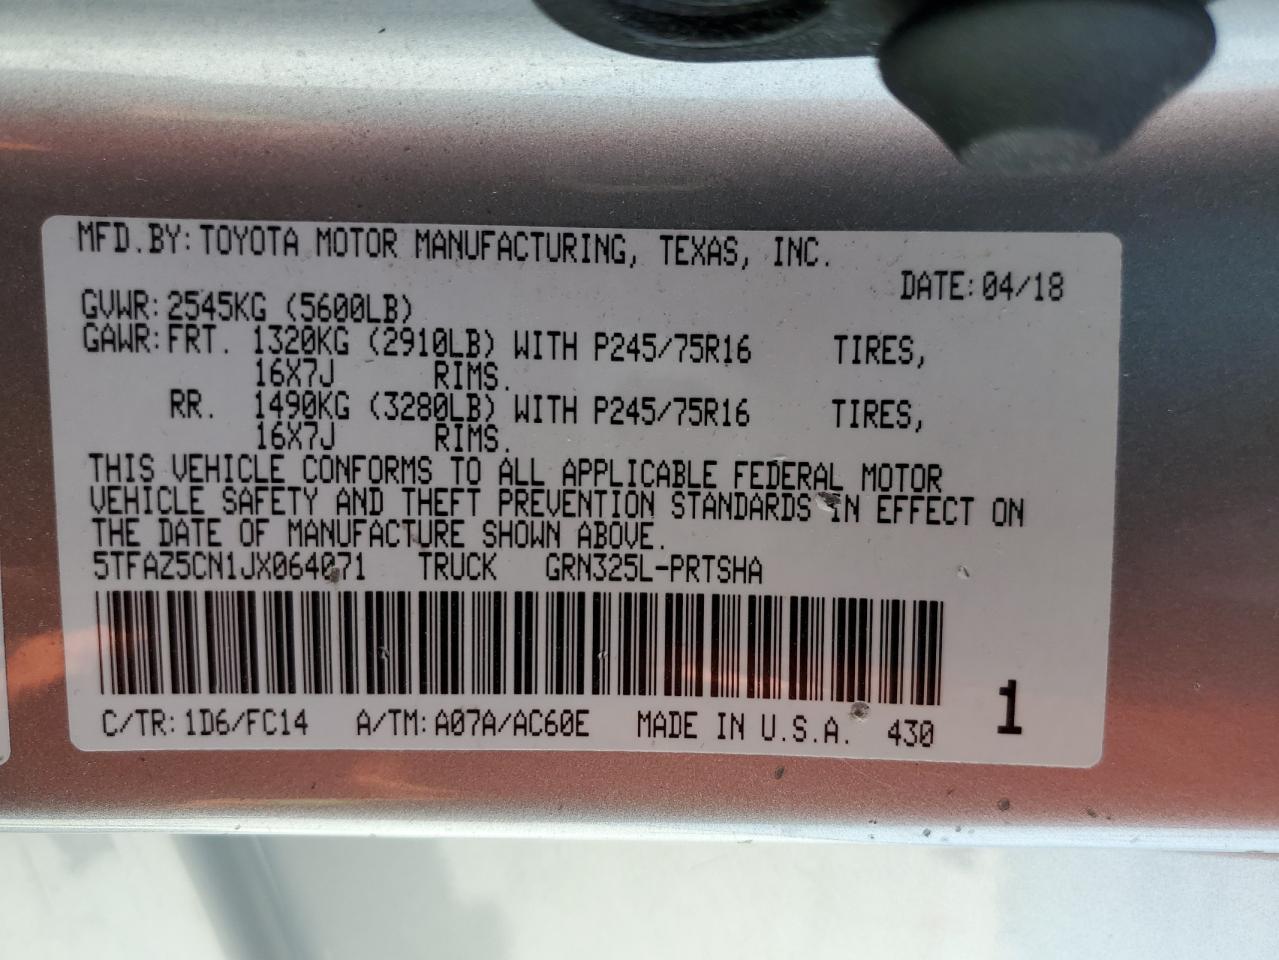 MFD.BY: TOYOTA MOTOR MANUFACTURING, TEXAS, INC.
DATE: 04/18
GVWR: 2545KG (5600LB)
GAWR: FRT. 1320KG (2910LB) WITH P245/75R16 TIRES,
16X7J RIMS.
RR. 1490KG (3280LB) WITH P245/75R16 TIRES,
16X7J RIMS.
THIS VEHICLE CONFORMS TO ALL APPLICABLE FEDERAL MOTOR
VEHICLE SAFETY AND THEFT PREVENTION STANDARDS IN EFFECT ON
THE DATE OF MANUFACTURE SHOWN ABOVE.
5TFAZ5CN1JX064071 TRUCK GRN325L-PRTSHA
C/TR: 1D6/FC14 A/TM: A07A/AC60E MADE IN U.S.A. 430 1